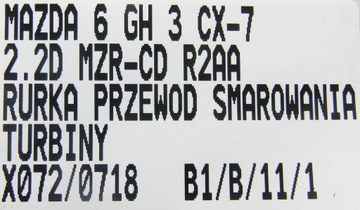 MAZDA 6 GH 3 CX-7
2.2D MZR-CD R2AA
RURKA PRZEWOD SMAROWANIA
TURBINY
X072/0718 B1/B/11/1